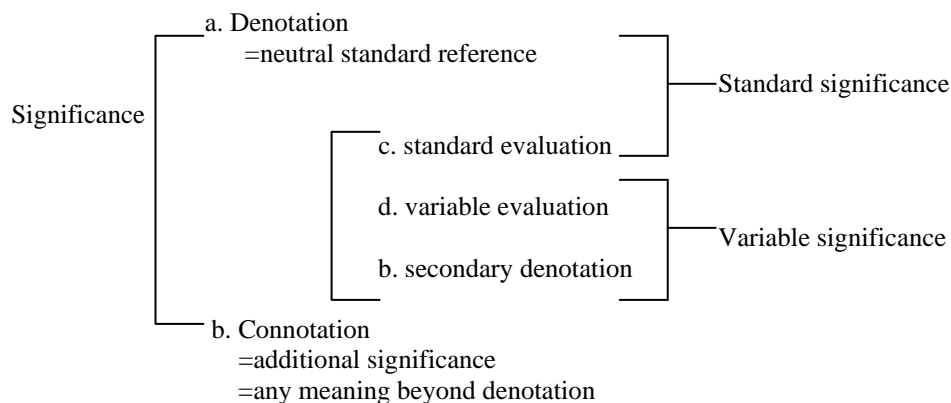 a. Denotation
=neutral standard reference
Standard significance
Significance
c. standard evaluation
d. variable evaluation
Variable significance
b. secondary denotation
b. Connotation
=additional significance
=any meaning beyond denotation